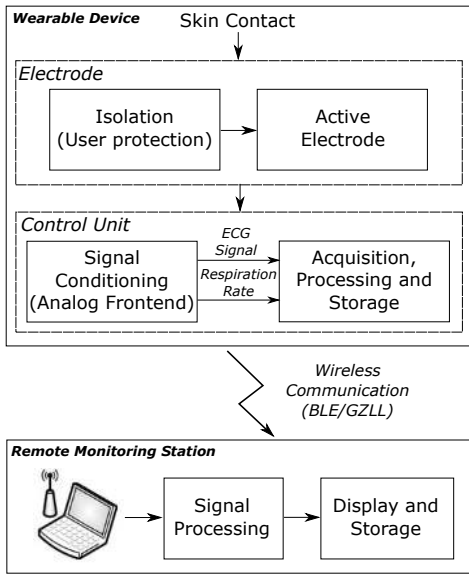 Wearable Device
Skin Contact
Electrode
Isolation
(User protection)
Active
Electrode
Control Unit
Signal
Conditioning
(Analog Frontend)
ECG
Signal
Respiration
Rate
Acquisition,
Processing and
Storage
Wireless
Communication
(BLE/GZLL)
Remote Monitoring Station
Signal
Processing
Display and
Storage